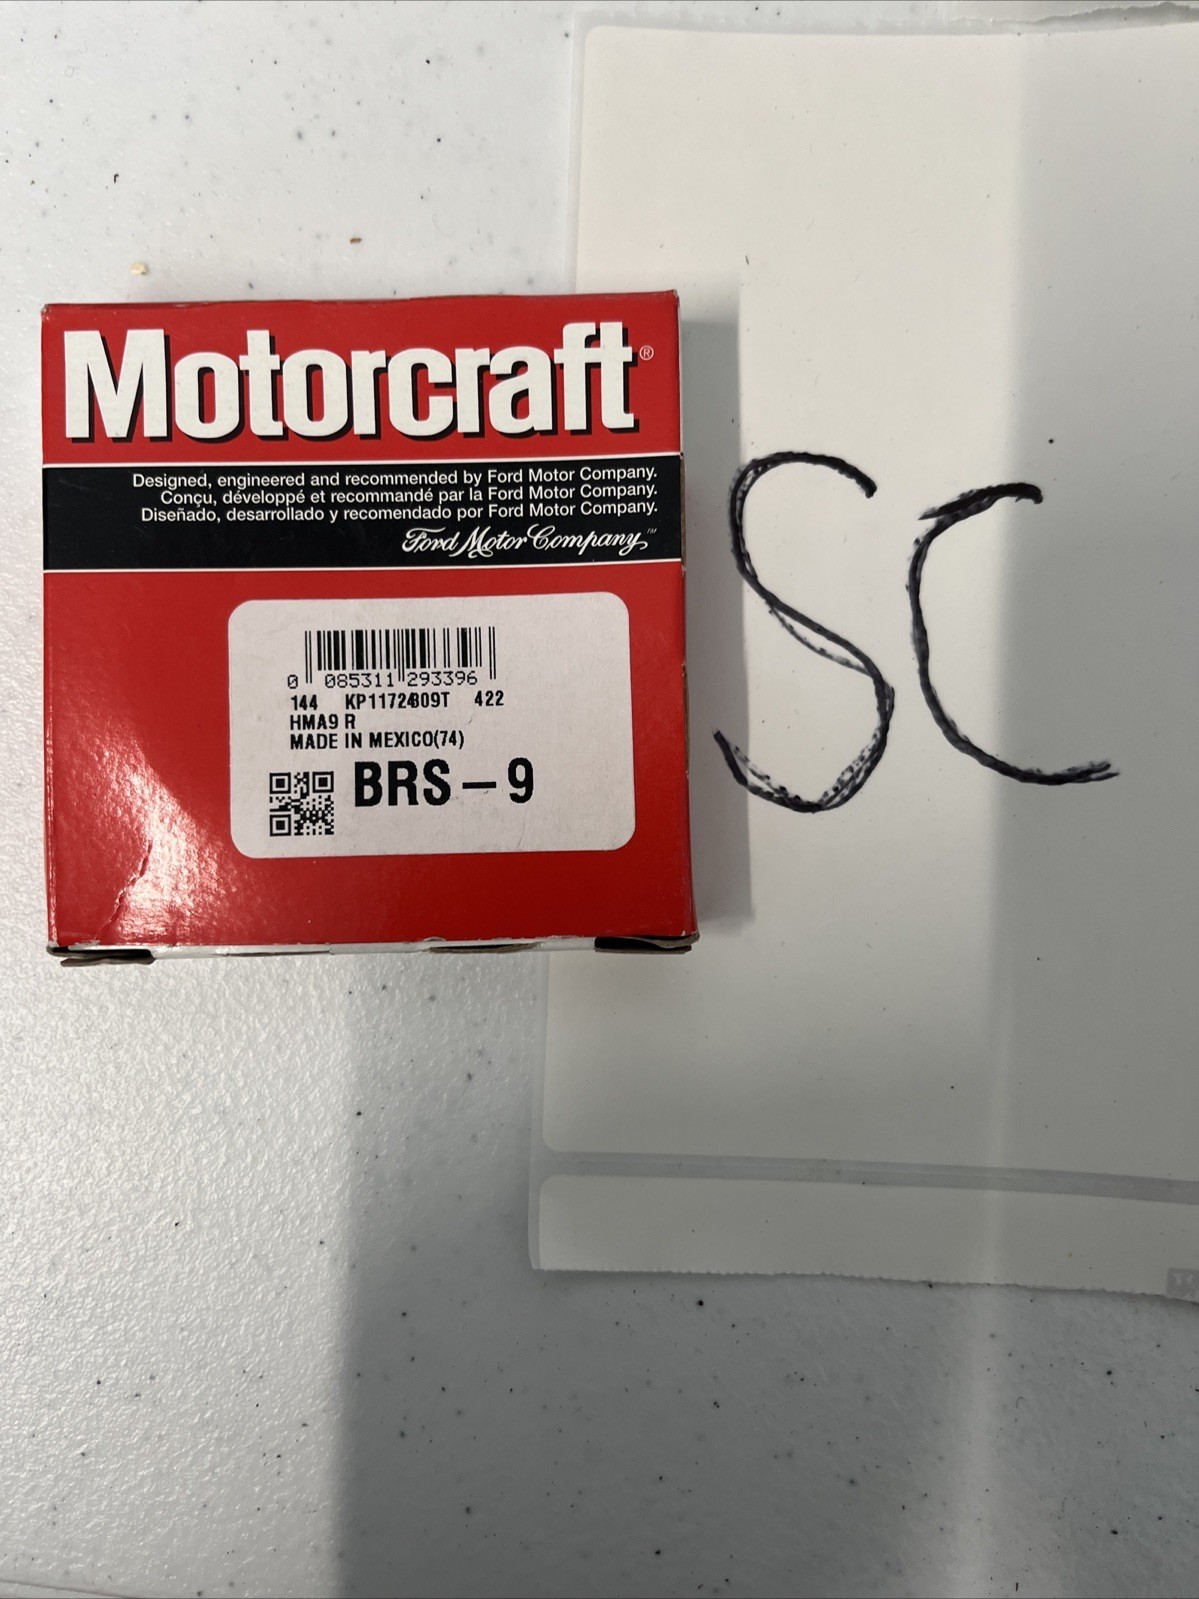 Motorcraft®
Designed, engineered and recommended by Ford Motor Company.
Conçu, développé et recommandé par la Ford Motor Company.
Diseñado, desarrollado y recomendado por Ford Motor Company.
Ford Motor Company™
0 085311 293396
144 422
HMA9 R
MADE IN MEXICO(74)
BRS-9
SC